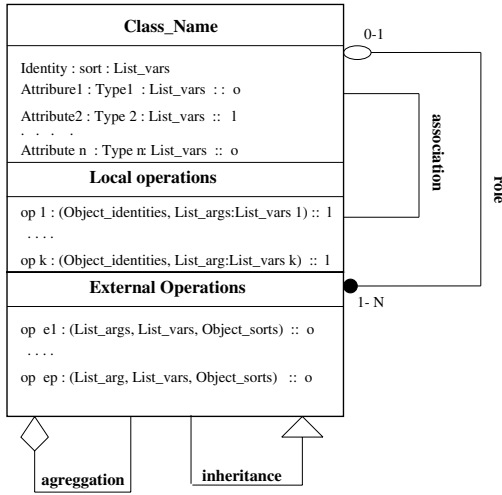 Class_Name
0-1
Identity : sort : List_vars
Attribure1 : Type1 : List_vars :: o
Attribute2 : Type 2 : List_vars :: l
. . . .
Attribute n : Type n: List_vars :: o
association
role
Local operations
op 1 : (Object_identities, List_args:List_vars 1) :: l
. . . .
op k : (Object_identities, List_arg:List_vars k) :: l
External Operations
1- N
op e1 : (List_args, List_vars, Object_sorts) :: o
. . . .
op ep : (List_arg, List_vars, Object_sorts) :: o
agreggation
inheritance